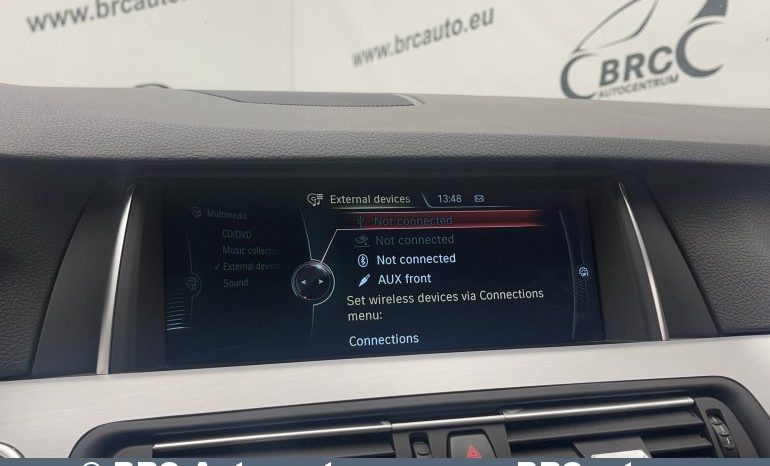 www.brcauto.eu
www.brcauto.eu
BRC
AUTOCENTRUM
External devices 13:48
Multimedia
CD/DVD
Music collection
✓ External devices
Sound
Not connected
Not connected
Not connected
AUX front
Set wireless devices via Connections
menu:
Connections